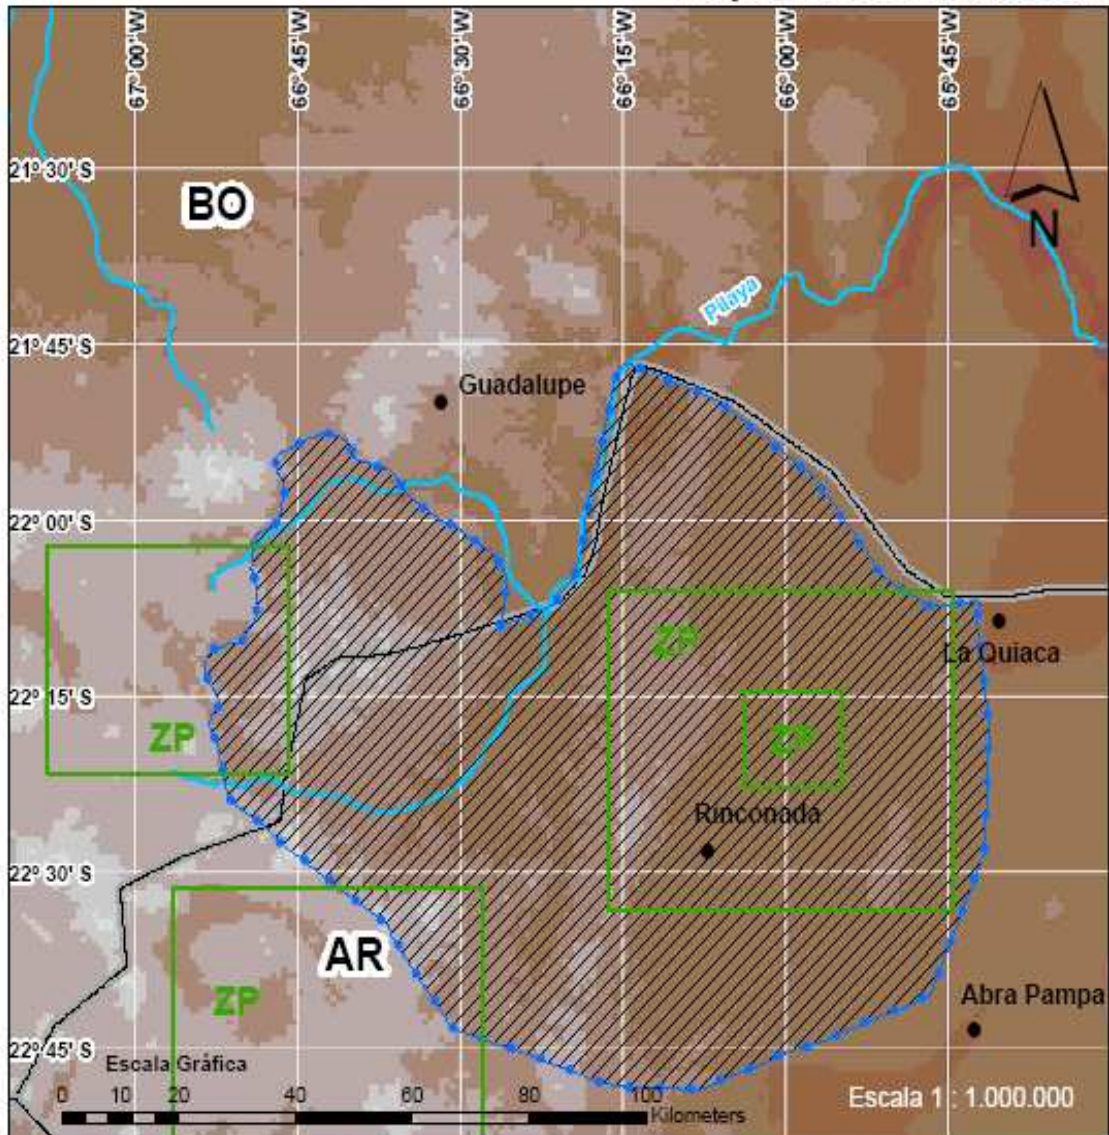 67° 00' W
66° 45' W
66° 30' W
66° 15' W
66° 00' W
65° 45' W
21° 30' S
BO
N
Pilaya
21° 45' S
Guadalupe
22° 00' S
ZP
La Quiaca
22° 15' S
ZP
ZP
Rinconada
22° 30' S
AR
ZP
Abra Pampa
22° 45' S
Escala Gráfica
0 10 20 40 60 80 100
Kilometers
Escala 1 : 1.000.000